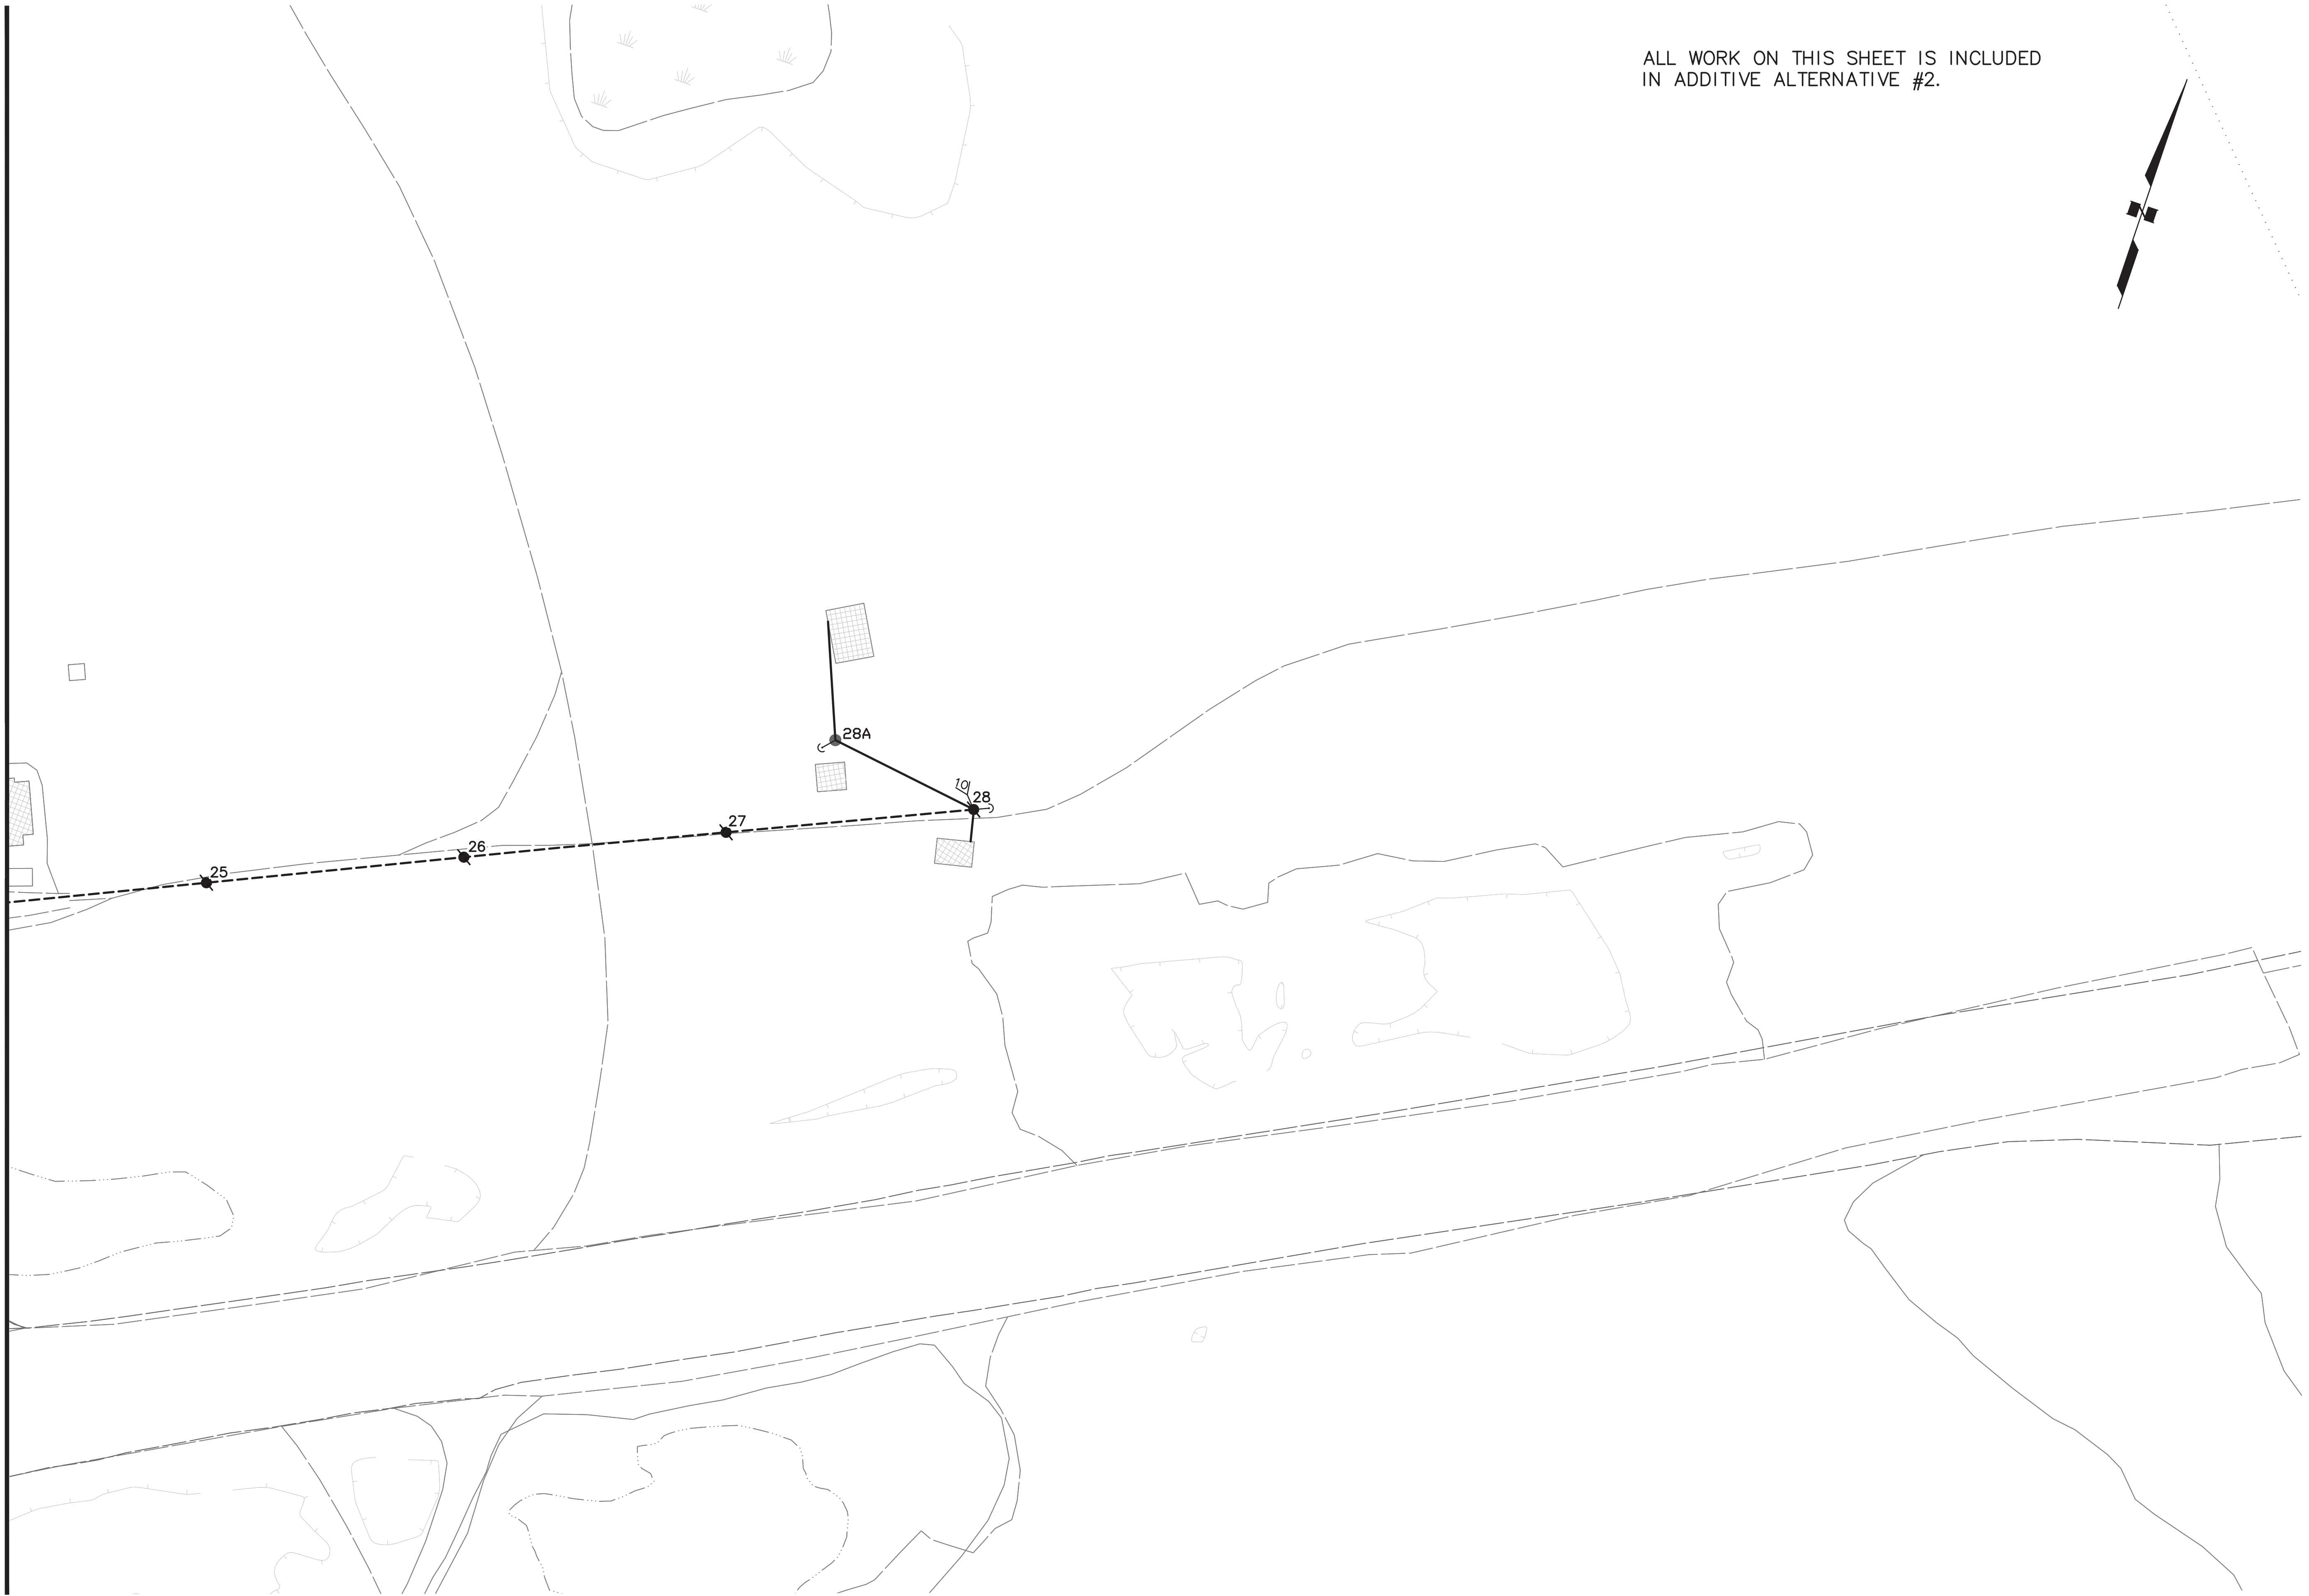 ALL WORK ON THIS SHEET IS INCLUDED
IN ADDITIVE ALTERNATIVE #2.
28A
10
28
27
26
25